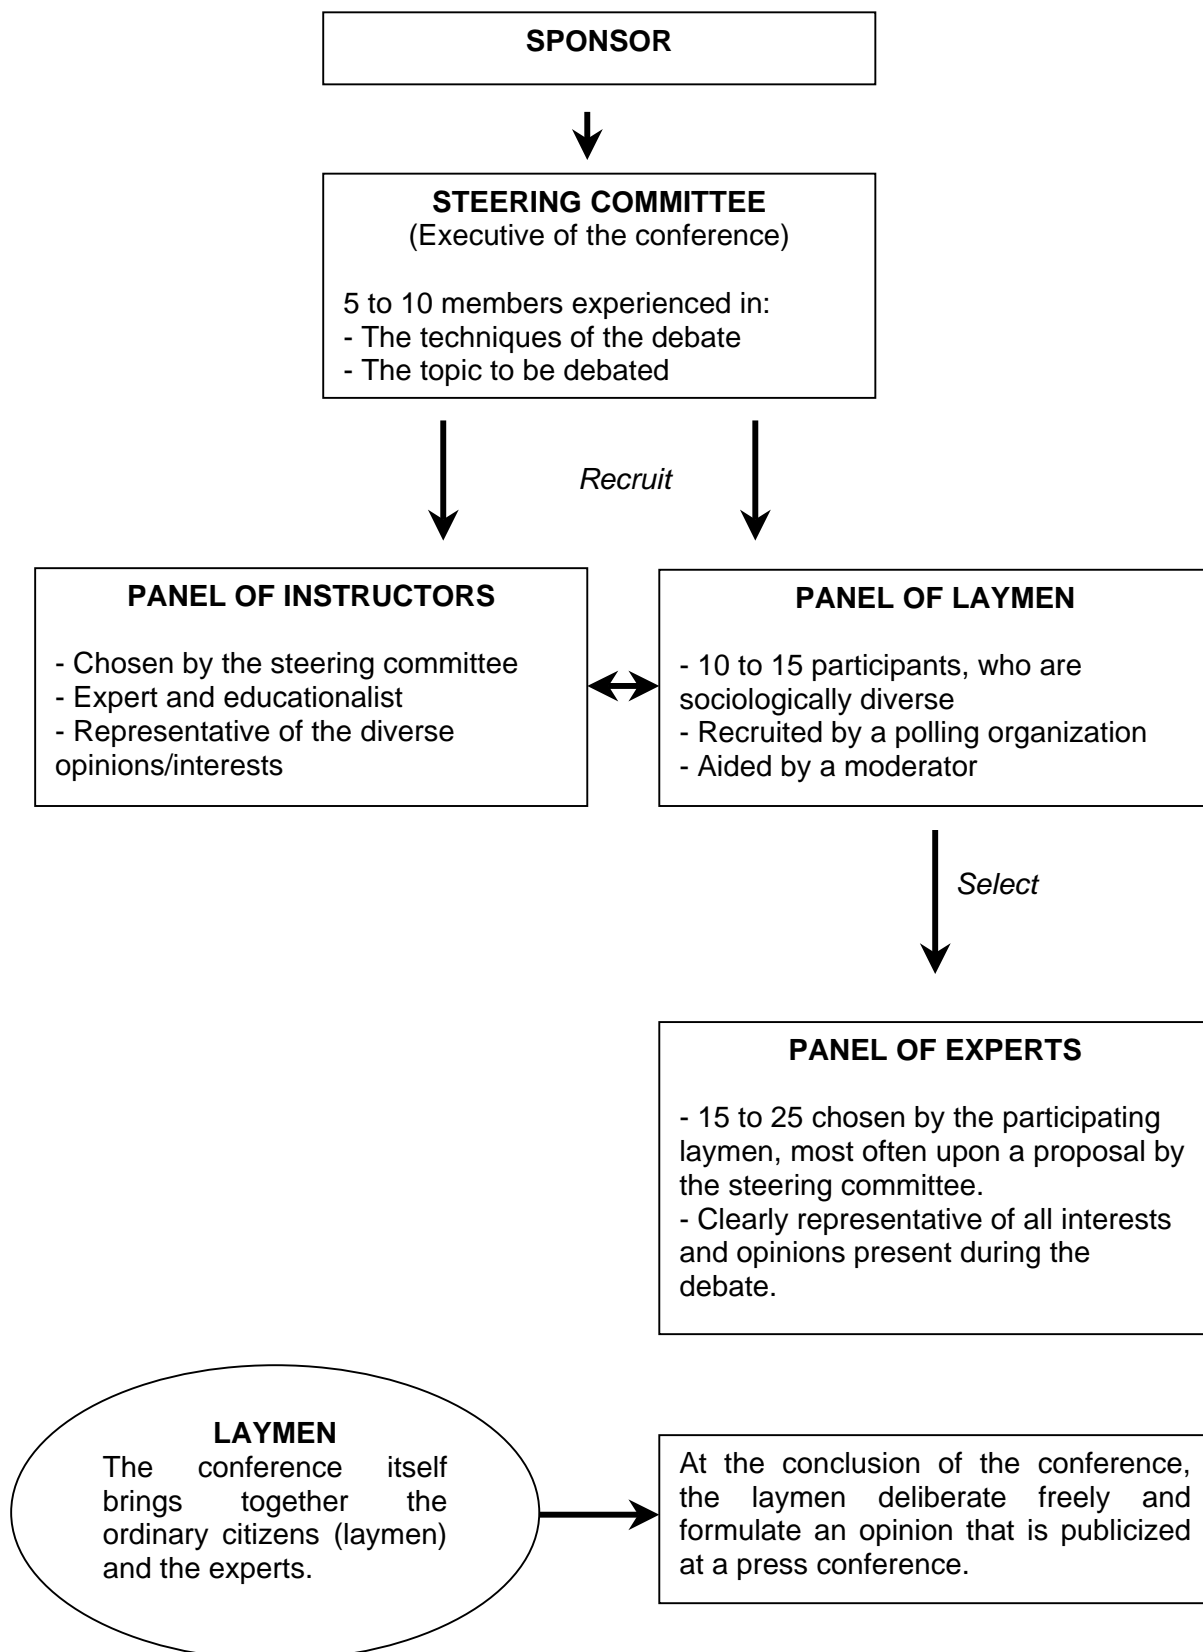 SPONSOR
STEERING COMMITTEE
(Executive of the conference)
5 to 10 members experienced in:
- The techniques of the debate
- The topic to be debated
Recruit
PANEL OF INSTRUCTORS
- Chosen by the steering committee
- Expert and educationalist
- Representative of the diverse
opinions/interests
PANEL OF LAYMEN
- 10 to 15 participants, who are
sociologically diverse
- Recruited by a polling organization
- Aided by a moderator
Select
PANEL OF EXPERTS
- 15 to 25 chosen by the participating
laymen, most often upon a proposal by
the steering committee.
- Clearly representative of all interests
and opinions present during the
debate.
LAYMEN
The conference itself
brings together the
ordinary citizens (laymen)
and the experts.
At the conclusion of the conference,
the laymen deliberate freely and
formulate an opinion that is publicized
at a press conference.